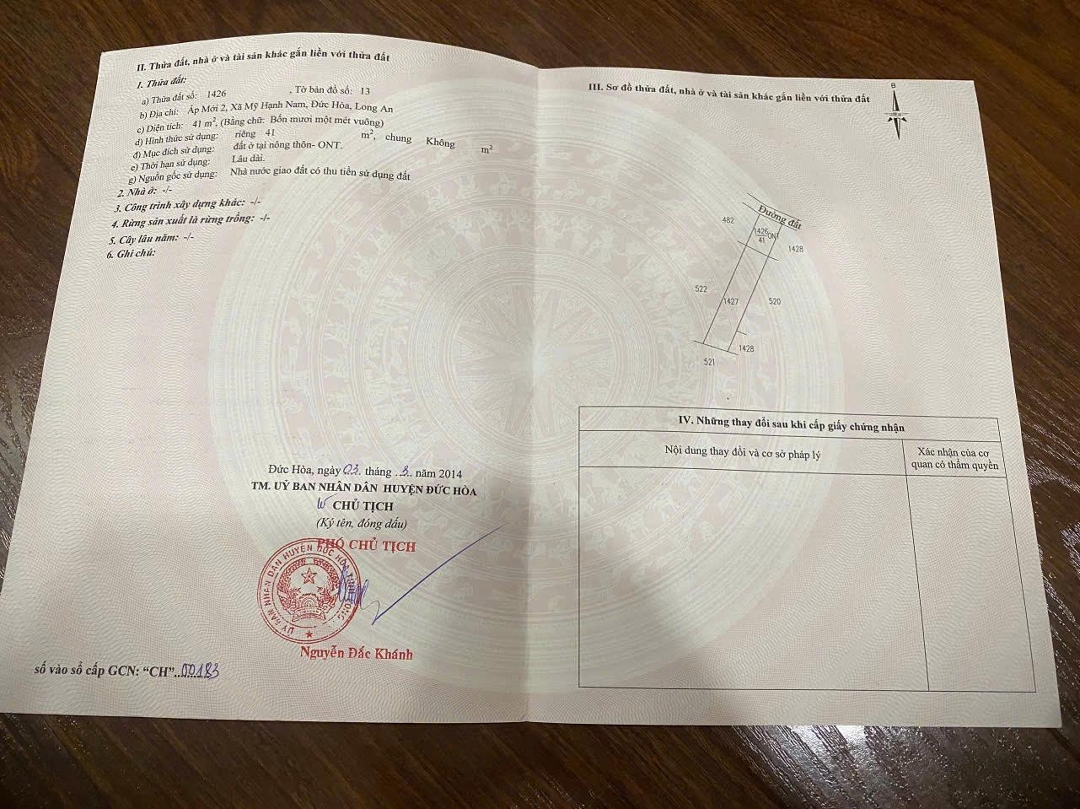 II. Thửa đất, nhà ở và tài sản khác gắn liền với thửa đất
1. Thửa đất:
a) Thửa đất số: 1426 , Tờ bản đồ số: 13
b) Địa chỉ: Ấp Mới 2, Xã Mỹ Hạnh Nam, Đức Hòa, Long An
c) Diện tích: 41 m², (Bằng chữ: Bốn mươi một mét vuông)
d) Hình thức sử dụng: riêng 41 m², chung Không m²
đ) Mục đích sử dụng: đất ở tại nông thôn- ONT.
e) Thời hạn sử dụng: Lâu dài.
g) Nguồn gốc sử dụng: Nhà nước giao đất có thu tiền sử dụng đất
2. Nhà ở: -/-
3. Công trình xây dựng khác: -/-
4. Rừng sản xuất là rừng trồng: -/-
5. Cây lâu năm: -/-
6. Ghi chú:
Đức Hòa, ngày 03 tháng 3 năm 2014
TM. UỶ BAN NHÂN DÂN HUYỆN ĐỨC HÒA
CHỦ TỊCH
(Ký tên, đóng dấu)
PHÓ CHỦ TỊCH
ỦY BAN NHÂN DÂN HUYỆN ĐỨC HÒA
Nguyễn Đắc Khánh
số vào sổ cấp GCN: “CH”..00183
III. Sơ đồ thửa đất, nhà ở và tài sản khác gắn liền với thửa đất
B
Đường đất
482
1426 ONT
41
1428
522
1427
520
1428
521
IV. Những thay đổi sau khi cấp giấy chứng nhận
Nội dung thay đổi và cơ sở pháp lý
Xác nhận của cơ
quan có thẩm quyền